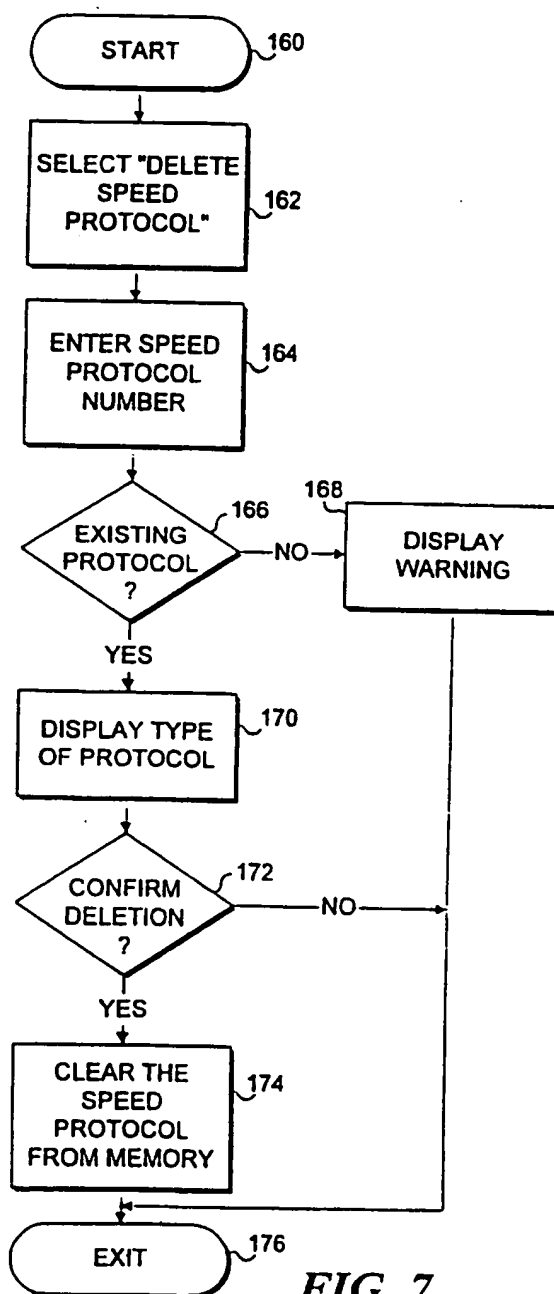 START
160
SELECT "DELETE
SPEED
PROTOCOL"
162
ENTER SPEED
PROTOCOL
NUMBER
164
EXISTING
PROTOCOL
?
166
NO
168
DISPLAY
WARNING
YES
DISPLAY TYPE
OF PROTOCOL
170
CONFIRM
DELETION
?
172
NO
YES
CLEAR THE
SPEED
PROTOCOL
FROM MEMORY
174
EXIT
176
FIG. 7